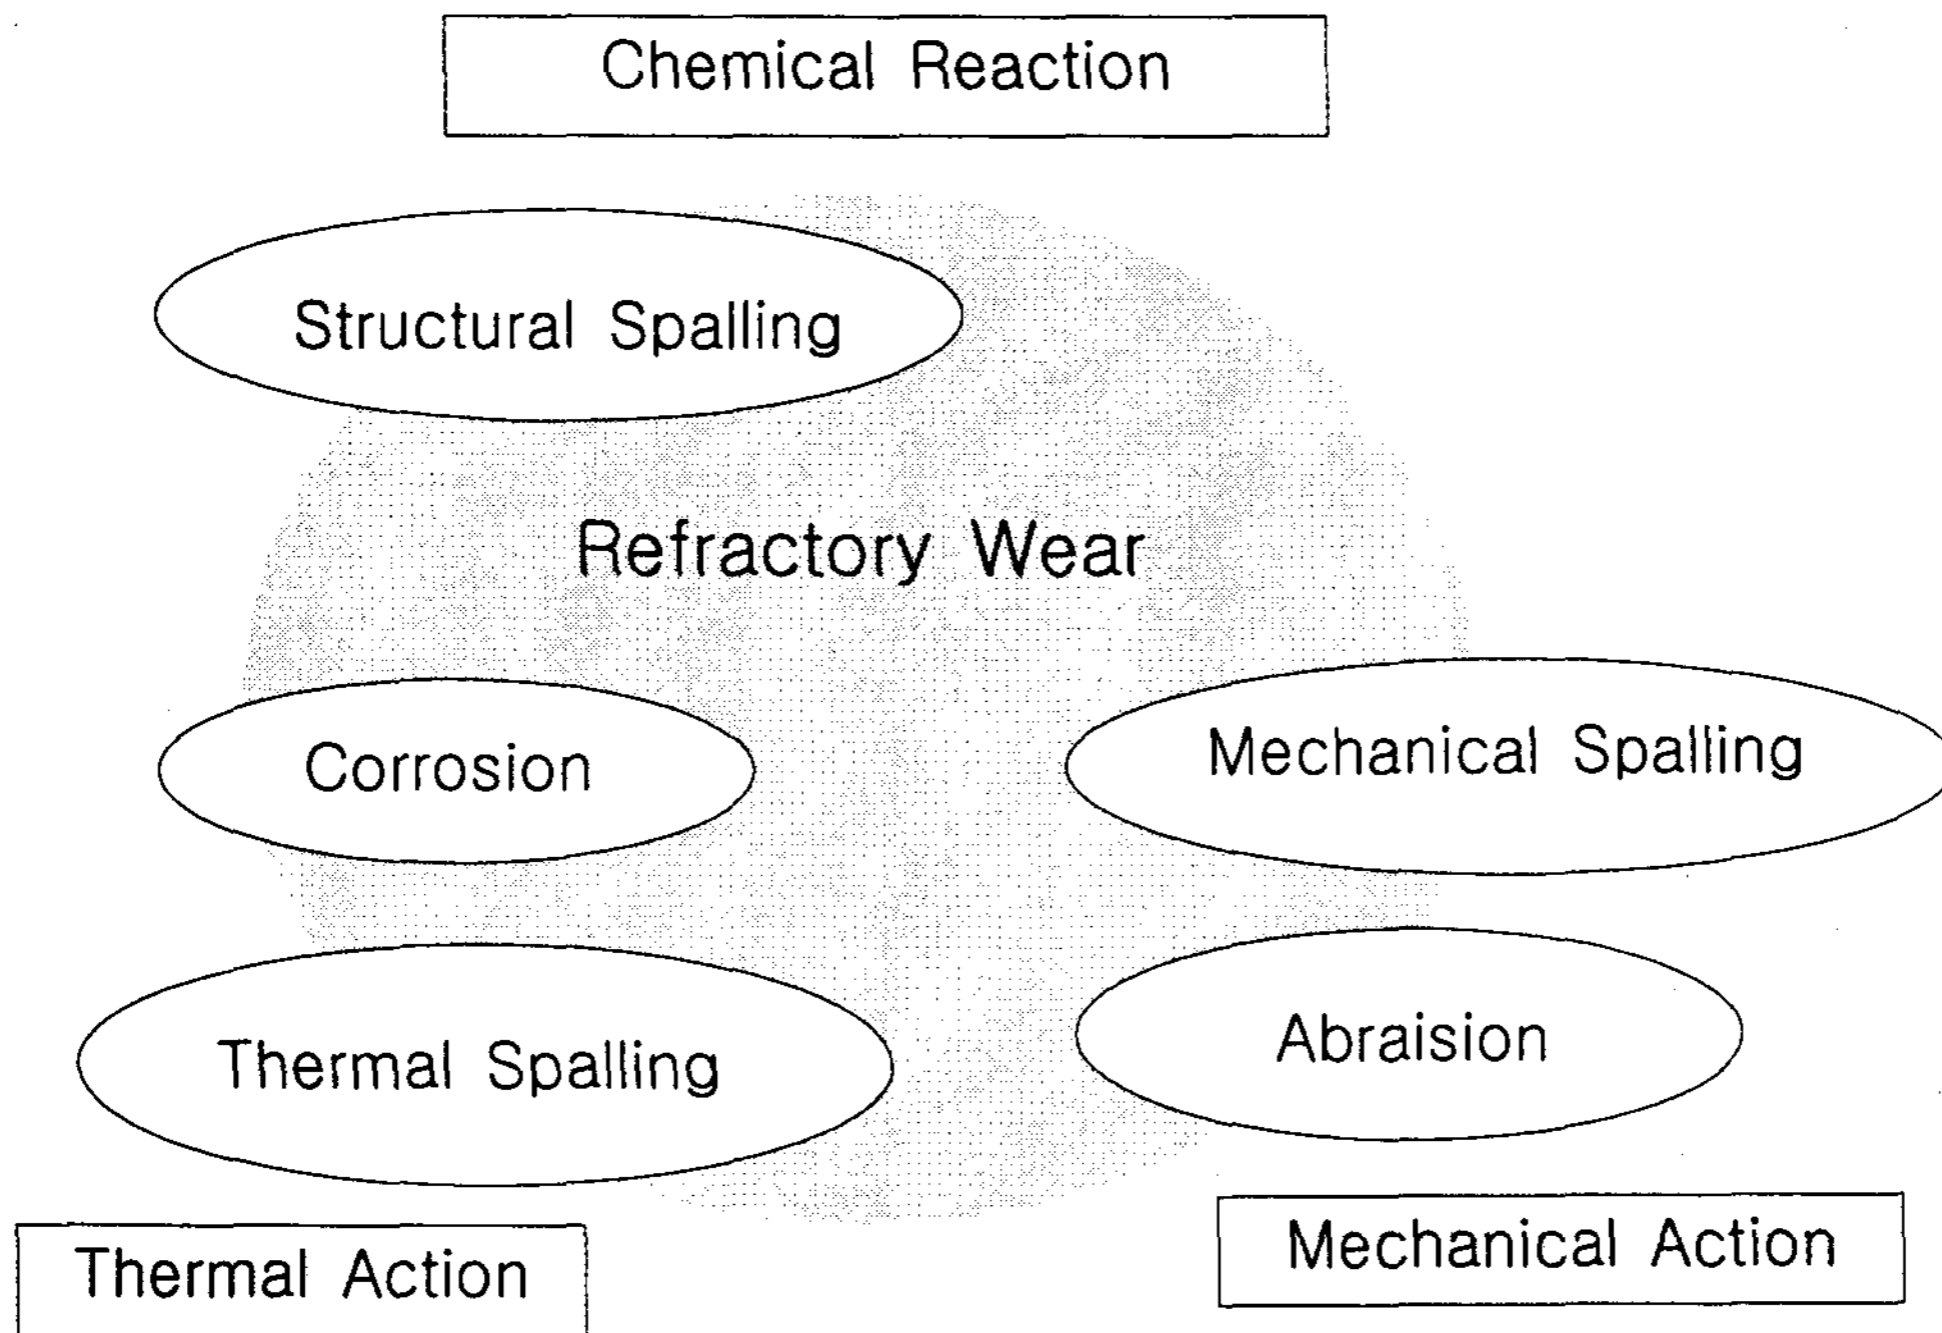 Chemical Reaction
Structural Spalling
Refractory Wear
Corrosion
Mechanical Spalling
Thermal Spalling
Abraision
Thermal Action
Mechanical Action